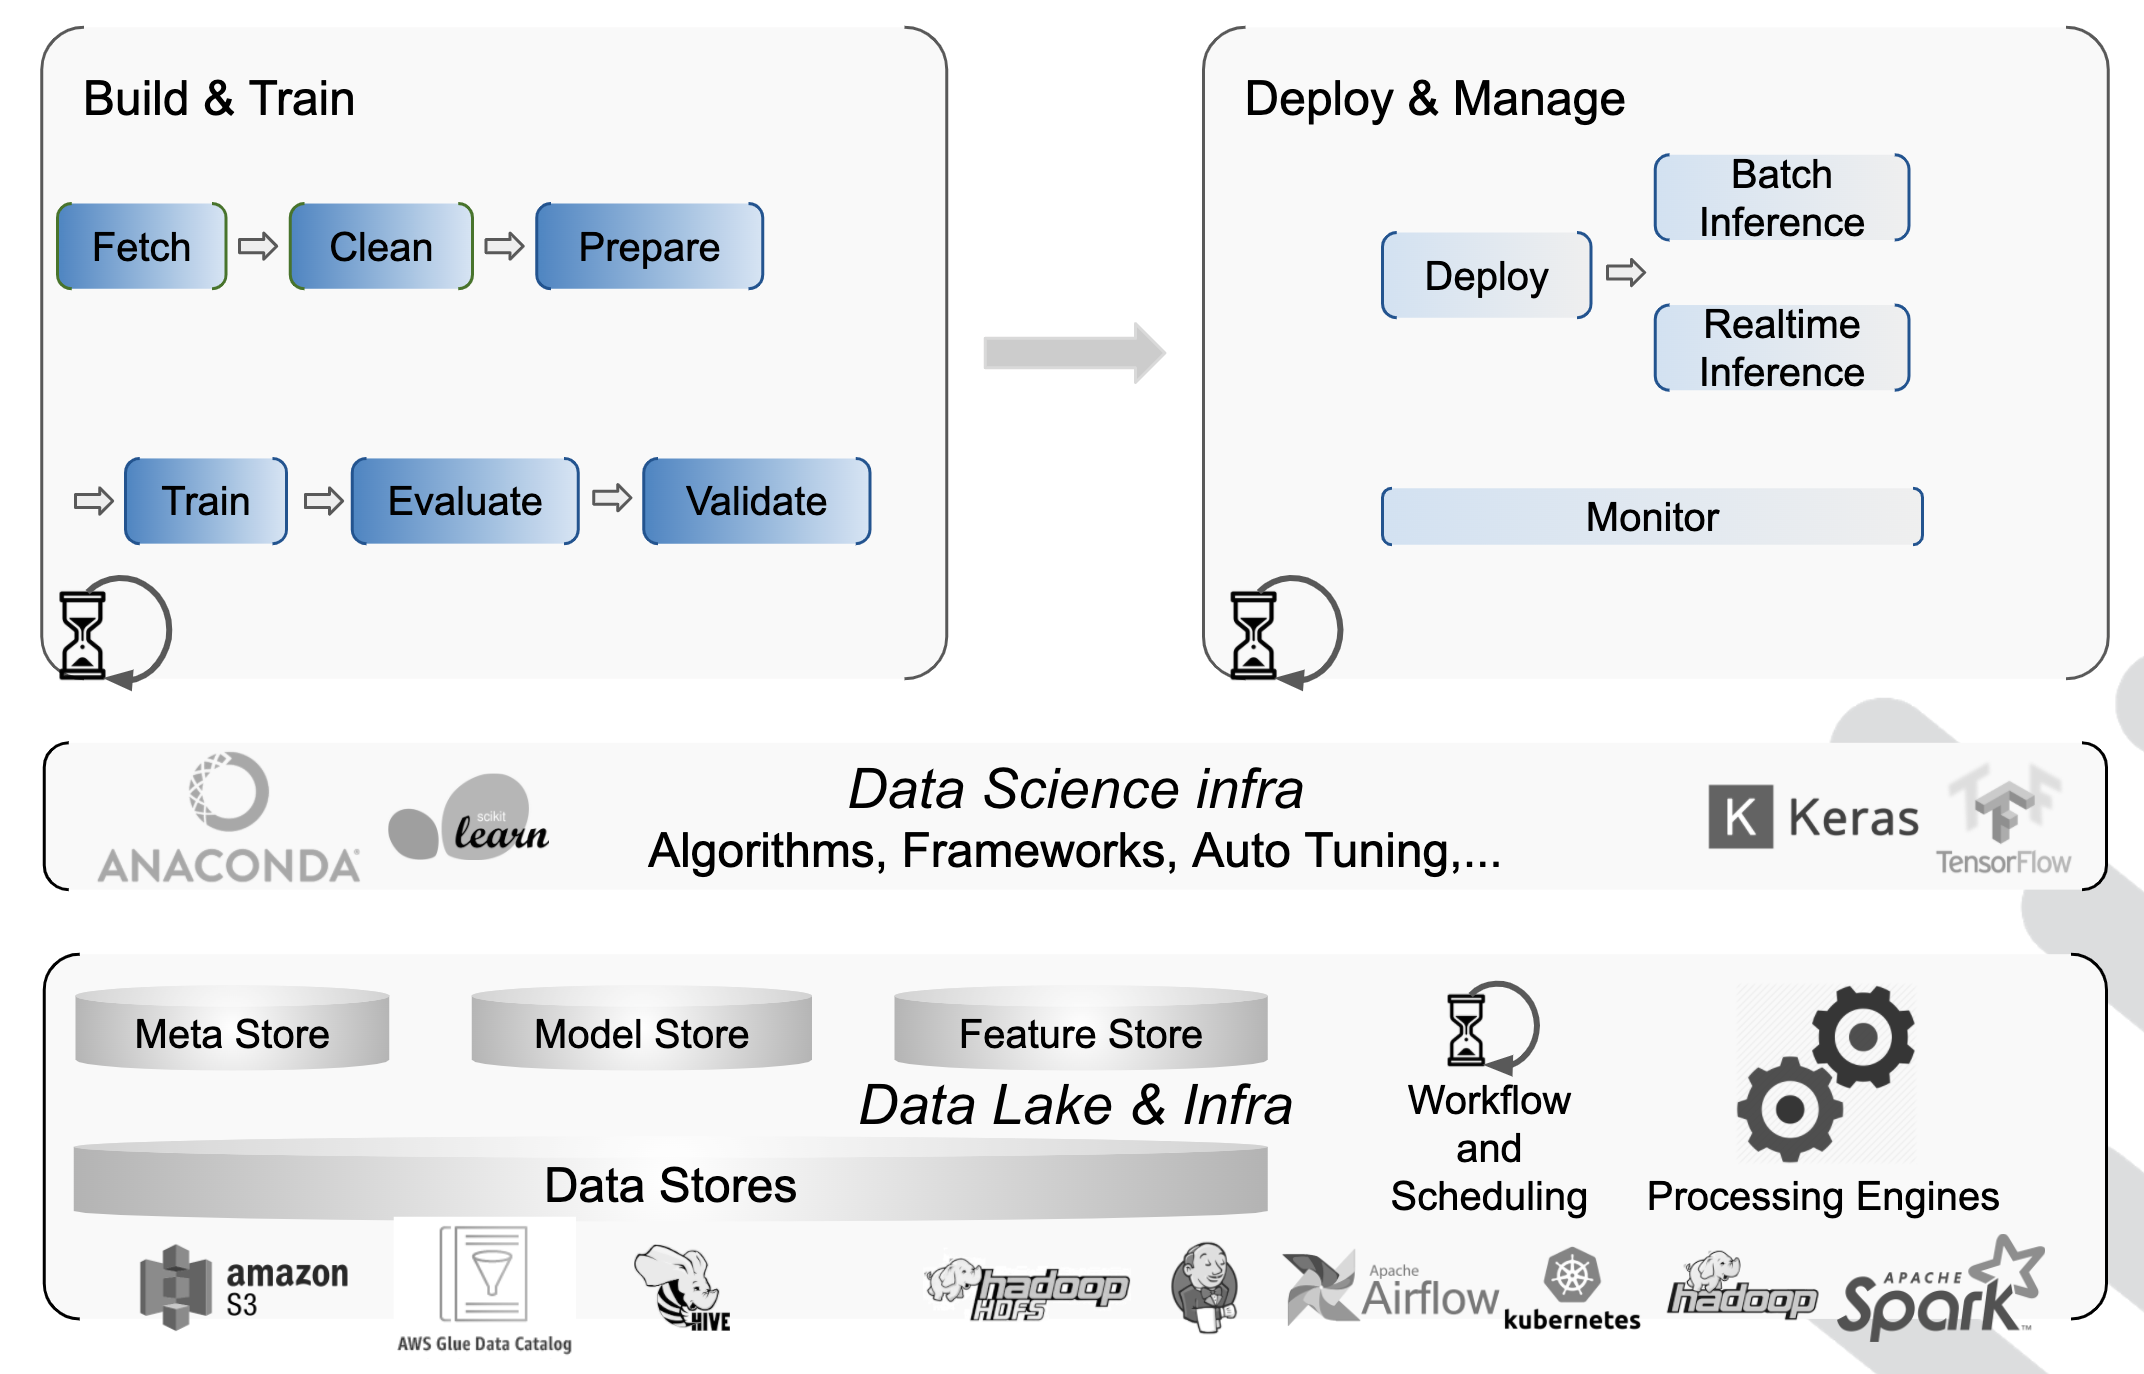 Build & Train
Fetch
Clean
Prepare
Train
Evaluate
Validate
Deploy & Manage
Deploy
Batch
Inference
Realtime
Inference
Monitor
ANACONDA
scikit
learn
Data Science infra
Algorithms, Frameworks, Auto Tuning,...
K Keras
TensorFlow
Meta Store
Model Store
Feature Store
Data Lake & Infra
Data Stores
Workflow
and
Scheduling
Processing Engines
amazon
S3
AWS Glue Data Catalog
HIVE
hadoop
HDFS
Apache
Airflow
kubernetes
hadoop
APACHE
Spark™